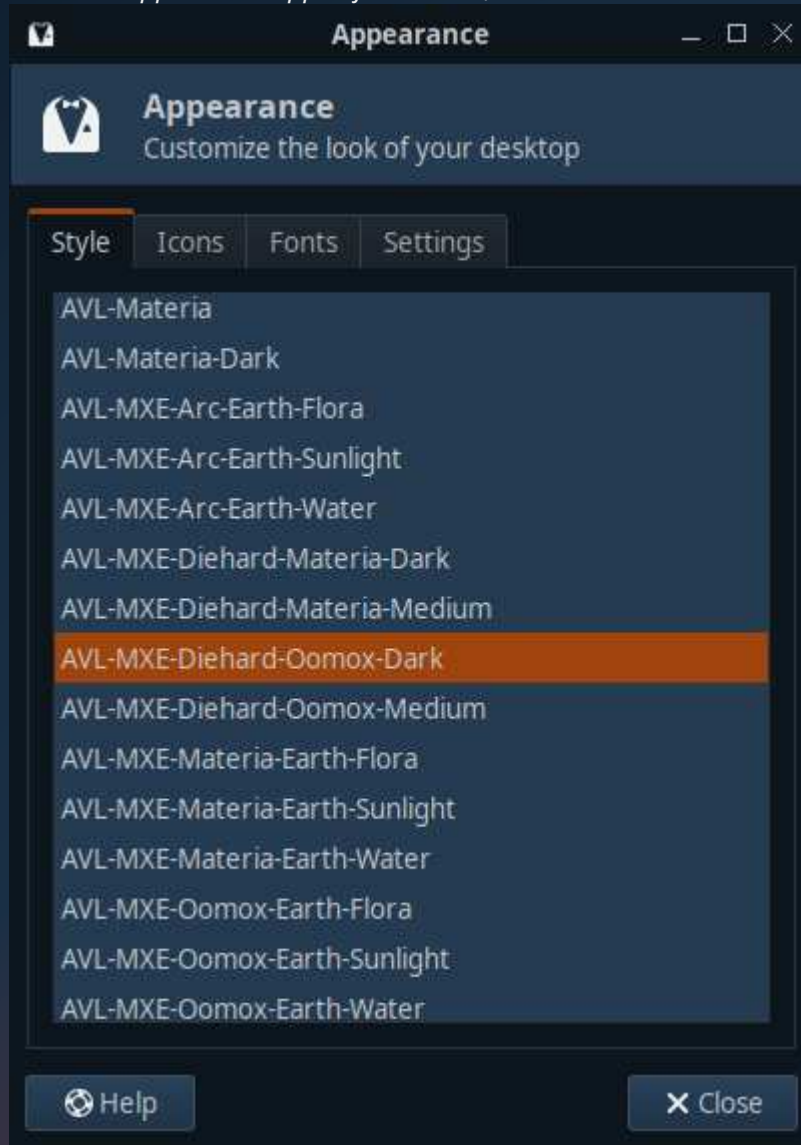 Appearance
Appearance
Customize the look of your desktop
Style Icons Fonts Settings
AVL-Materia
AVL-Materia-Dark
AVL-MXE-Arc-Earth-Flora
AVL-MXE-Arc-Earth-Sunlight
AVL-MXE-Arc-Earth-Water
AVL-MXE-Diehard-Materia-Dark
AVL-MXE-Diehard-Materia-Medium
AVL-MXE-Diehard-Oomox-Dark
AVL-MXE-Diehard-Oomox-Medium
AVL-MXE-Materia-Earth-Flora
AVL-MXE-Materia-Earth-Sunlight
AVL-MXE-Materia-Earth-Water
AVL-MXE-Oomox-Earth-Flora
AVL-MXE-Oomox-Earth-Sunlight
AVL-MXE-Oomox-Earth-Water
Help Close